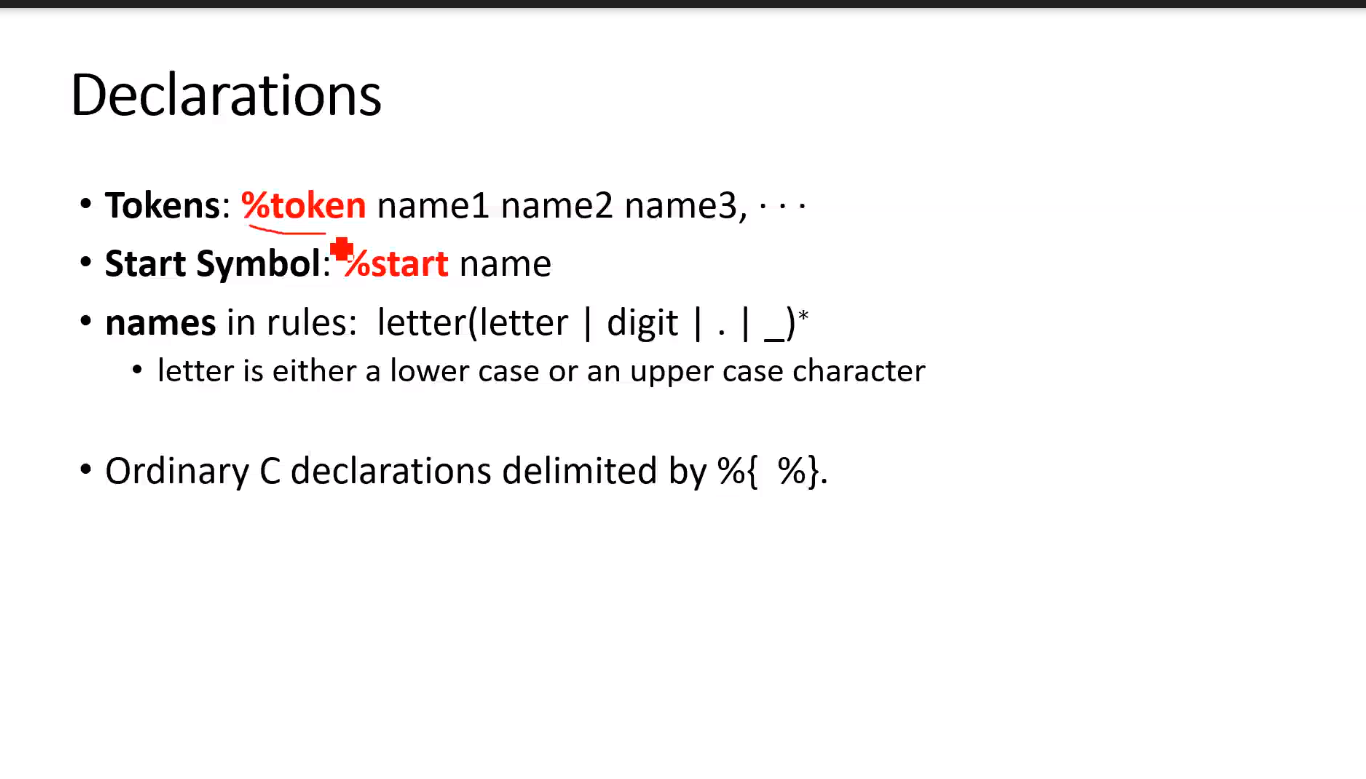 Declarations
• Tokens: %token name1 name2 name3, · · ·
• Start Symbol: %start name
• names in rules: letter(letter | digit | . | _)*
• letter is either a lower case or an upper case character
• Ordinary C declarations delimited by %{ %}.